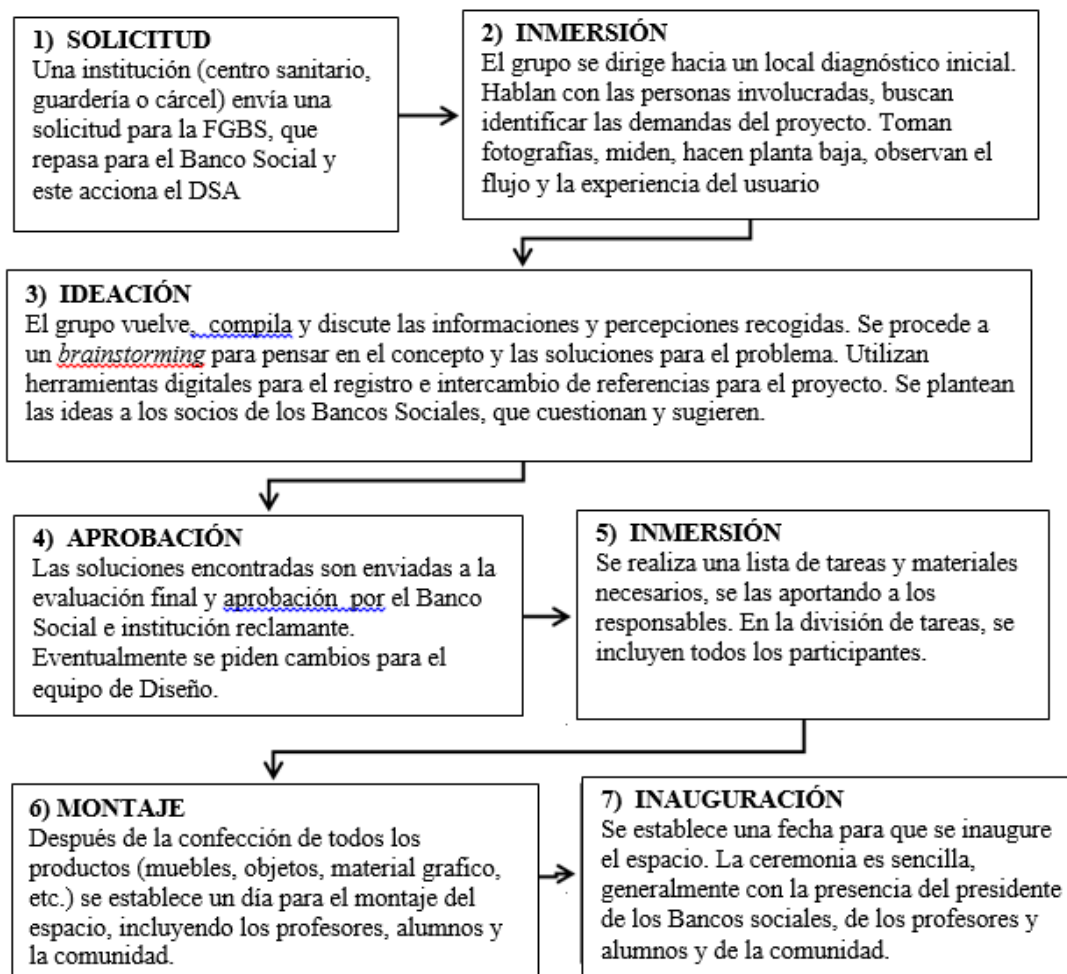 1) SOLICITUD
Una institución (centro sanitario,
guardería o cárcel) envía una
solicitud para la FGBS, que
repasa para el Banco Social y
este acciona el DSA
2) INMERSIÓN
El grupo se dirige hacia un local diagnóstico inicial.
Hablan con las personas involucradas, buscan
identificar las demandas del proyecto. Toman
fotografías, miden, hacen planta baja, observan el
flujo y la experiencia del usuario
3) IDEACIÓN
El grupo vuelve, compila y discute las informaciones y percepciones recogidas. Se procede a
un brainstorming para pensar en el concepto y las soluciones para el problema. Utilizan
herramientas digitales para el registro e intercambio de referencias para el proyecto. Se plantean
las ideas a los socios de los Bancos Sociales, que cuestionan y sugieren.
4) APROBACIÓN
Las soluciones encontradas son enviadas a la
evaluación final y aprobación por el Banco
Social e institución reclamante.
Eventualmente se piden cambios para el
equipo de Diseño.
5) INMERSIÓN
Se realiza una lista de tareas y materiales
necesarios, se las aportando a los
responsables. En la división de tareas, se
incluyen todos los participantes.
6) MONTAJE
Después de la confección de todos los
productos (muebles, objetos, material grafico,
etc.) se establece un día para el montaje del
espacio, incluyendo los profesores, alumnos y
la comunidad.
7) INAUGURACIÓN
Se establece una fecha para que se inaugure
el espacio. La ceremonia es sencilla,
generalmente con la presencia del presidente
de los Bancos sociales, de los profesores y
alumnos y de la comunidad.